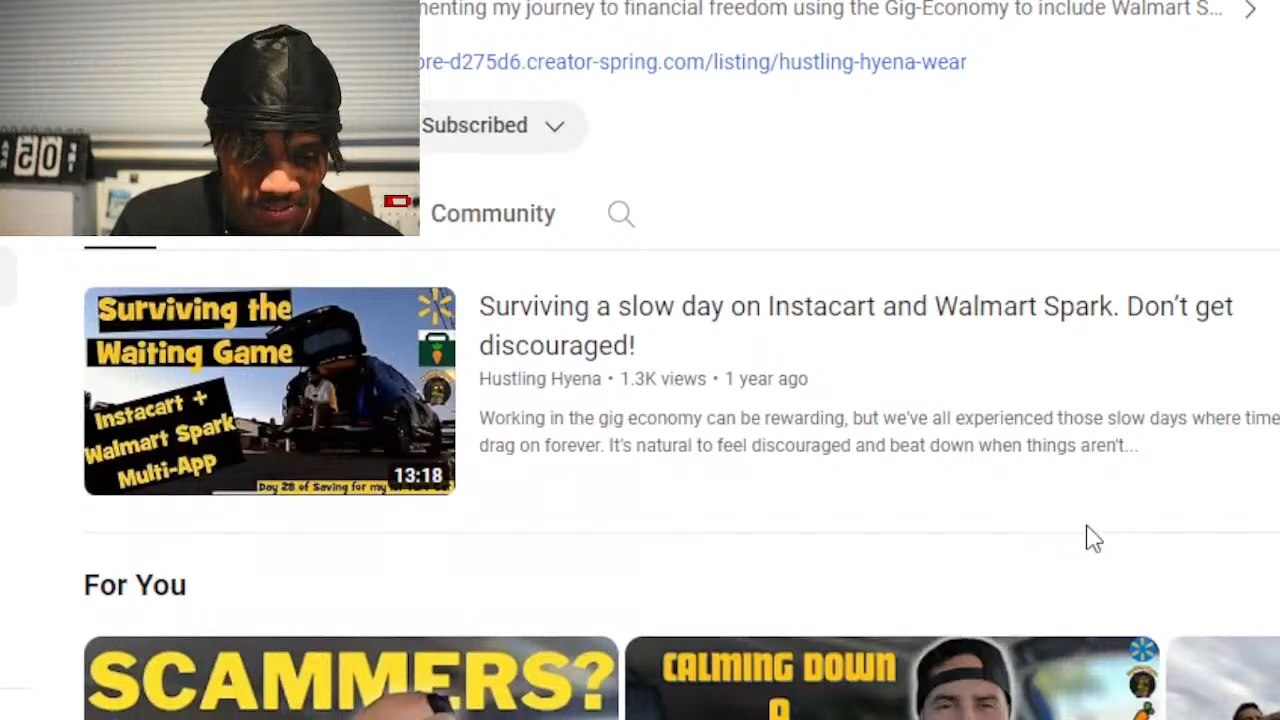 menting my journey to financial freedom using the Gig-Economy to include Walmart S...
ore-d275d6.creator-spring.com/listing/hustling-hyena-wear
Subscribed
05
Community
Surviving the
Waiting Game
Instacart +
Walmart Spark
Multi-App
13:18
Day 28 of Saving for my
Surviving a slow day on Instacart and Walmart Spark. Don't get
discouraged!
Hustling Hyena • 1.3K views • 1 year ago
Working in the gig economy can be rewarding, but we've all experienced those slow days where time
drag on forever. It's natural to feel discouraged and beat down when things aren't...
For You
SCAMMERS?
CALMING DOWN
A